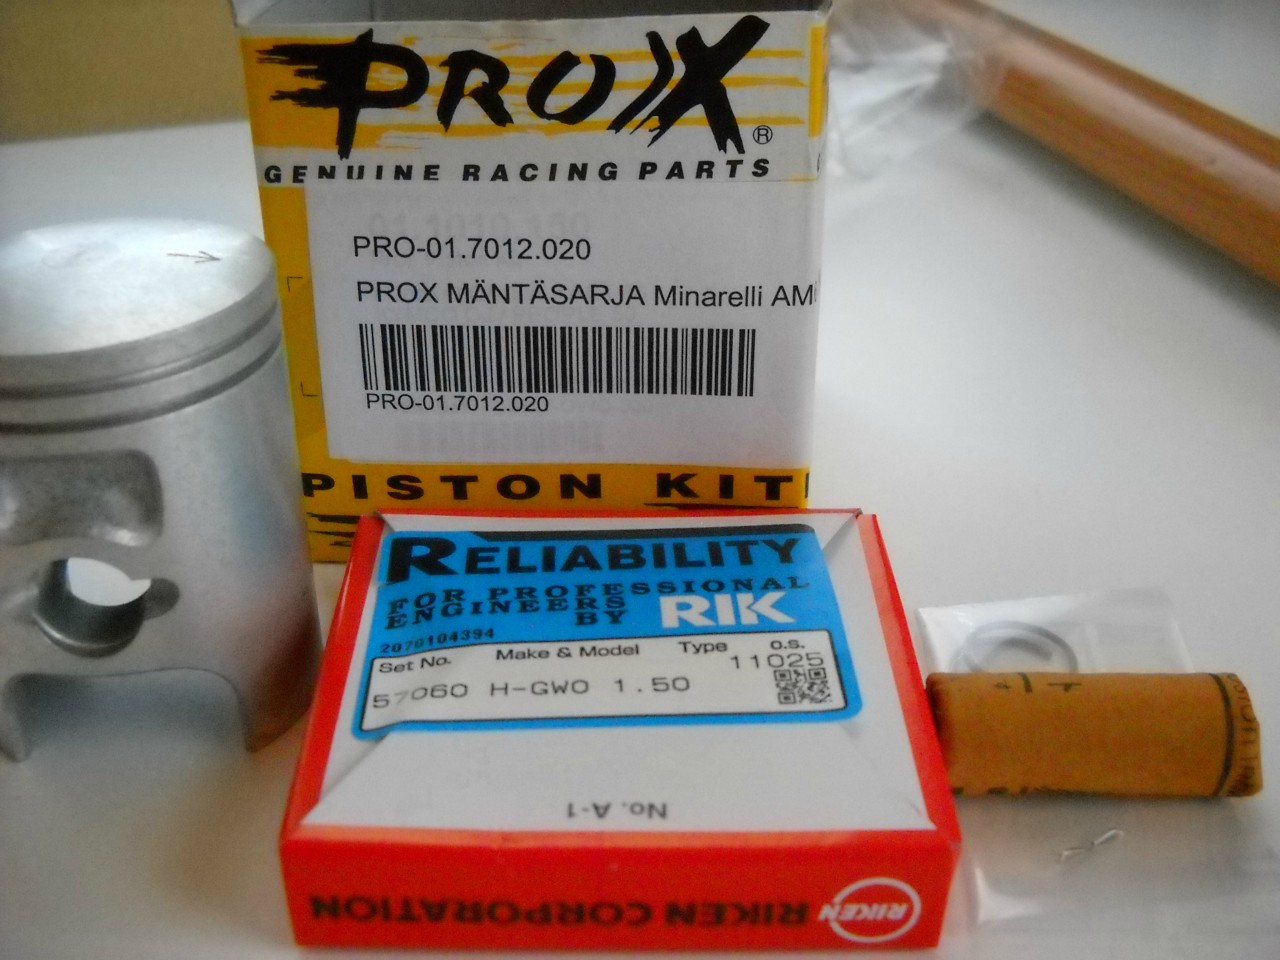 PROX®
GENUINE RACING PARTS
PRO-01.7012.020
PROX MÄNTÄSARJA Minarelli AM
PRO-01.7012.020
PISTON KIT
RELIABILITY
FOR PROFESSIONAL
ENGINEERS BY RIK
2070104394
Set No. Make & Model Type o.s.
11025
57060 H-GWO 1.50
No. A-1
RIKEN CORPORATION RIKEN